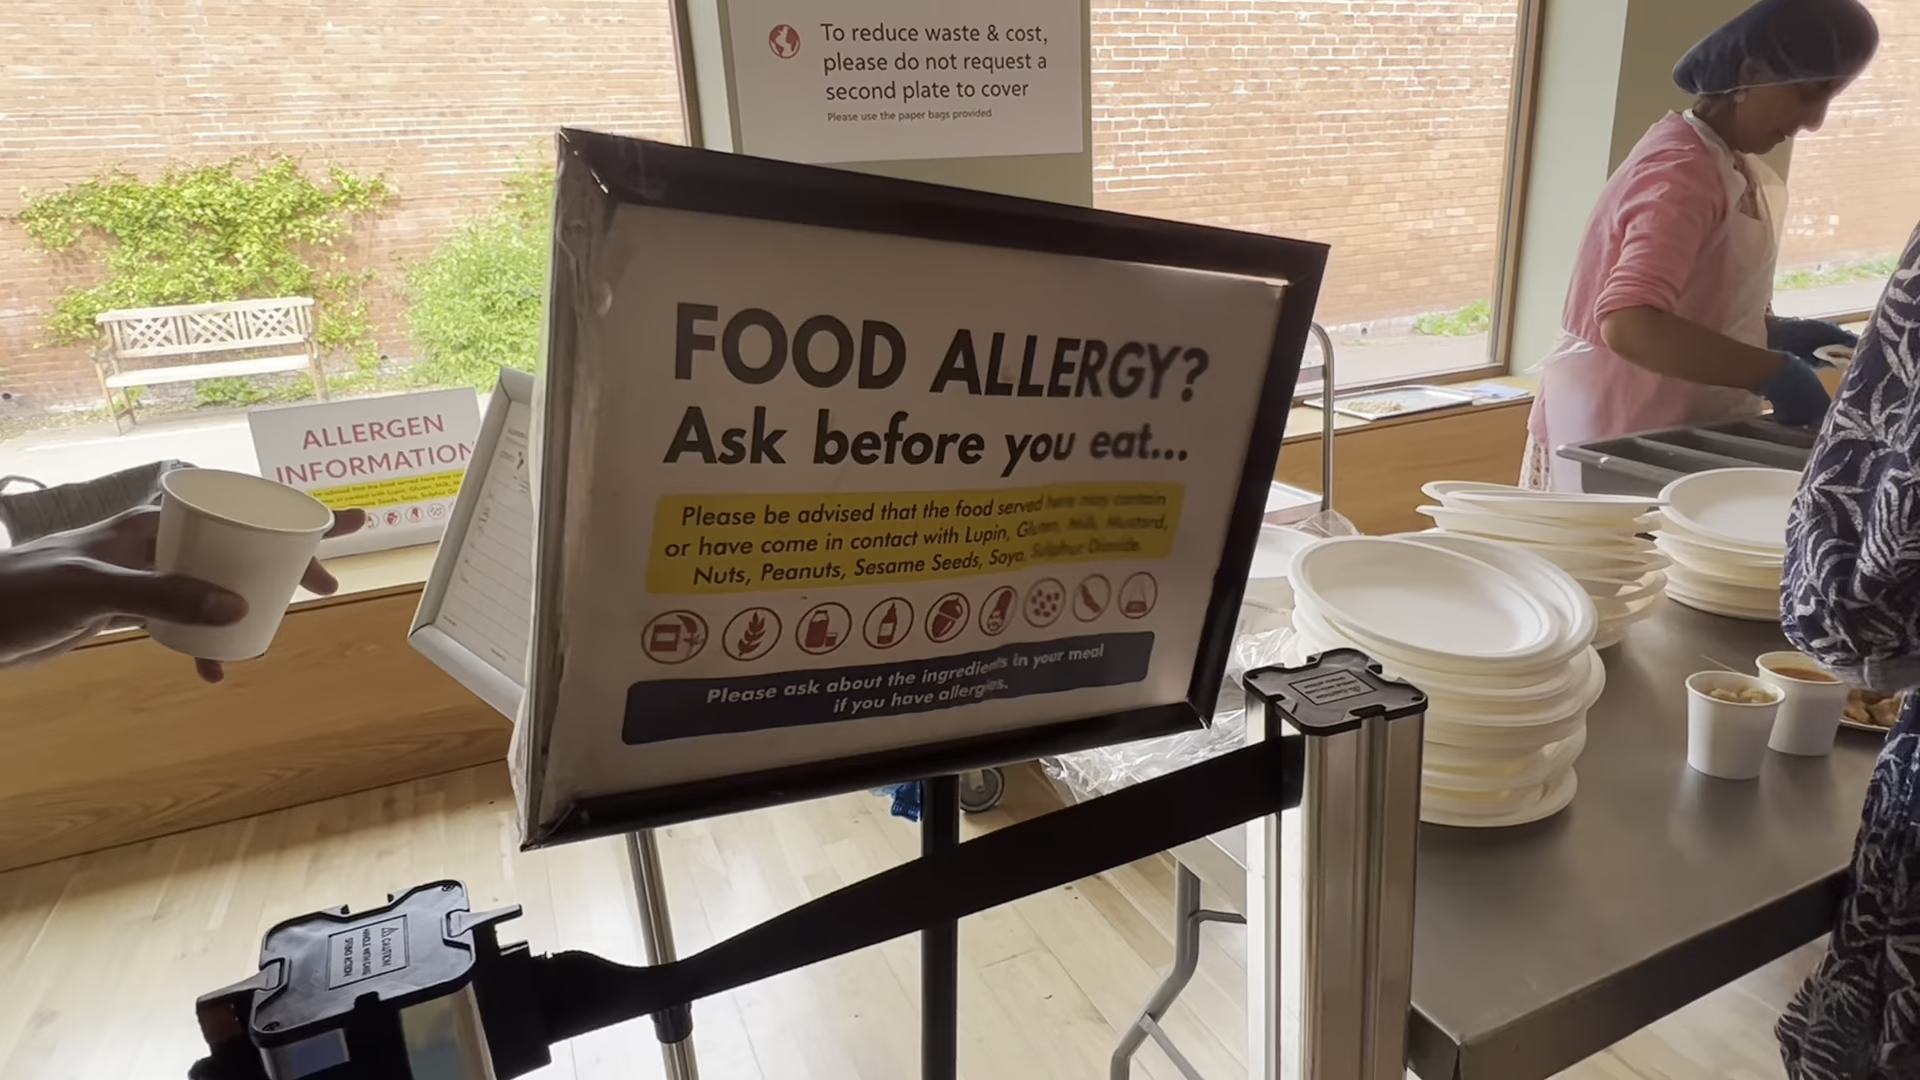 To reduce waste & cost,
please do not request a
second plate to cover
Please use the paper bags provided
FOOD ALLERGY?
Ask before you eat...
Please be advised that the food served here may contain
or have come in contact with Lupin, Gluten, Milk, Mustard,
Nuts, Peanuts, Sesame Seeds, Soya, Sulphur Dioxide.
Please ask about the ingredients in your meal
if you have allergies.
ALLERGEN
INFORMATION
CAUTION